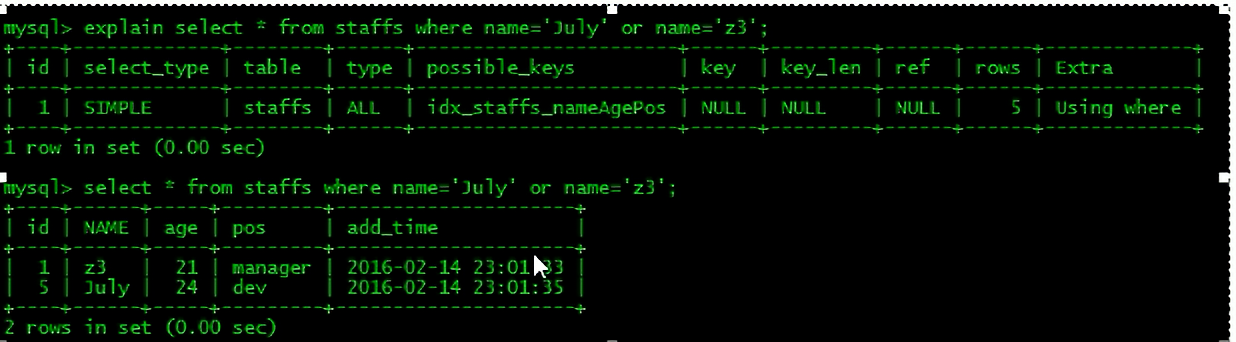 mysql> explain select * from staffs where name='July' or name='z3';
| id | select_type | table | type | possible_keys | key | key_len | ref | rows | Extra |
| 1 | SIMPLE | staffs | ALL | idx_staffs_nameAgePos | NULL | NULL | NULL | 5 | Using where |
1 row in set (0.00 sec)
mysql> select * from staffs where name='July' or name='z3';
| id | NAME | age | pos | add_time |
| 1 | z3 | 21 | manager | 2016-02-14 23:01:33 |
| 5 | July | 24 | dev | 2016-02-14 23:01:35 |
2 rows in set (0.00 sec)